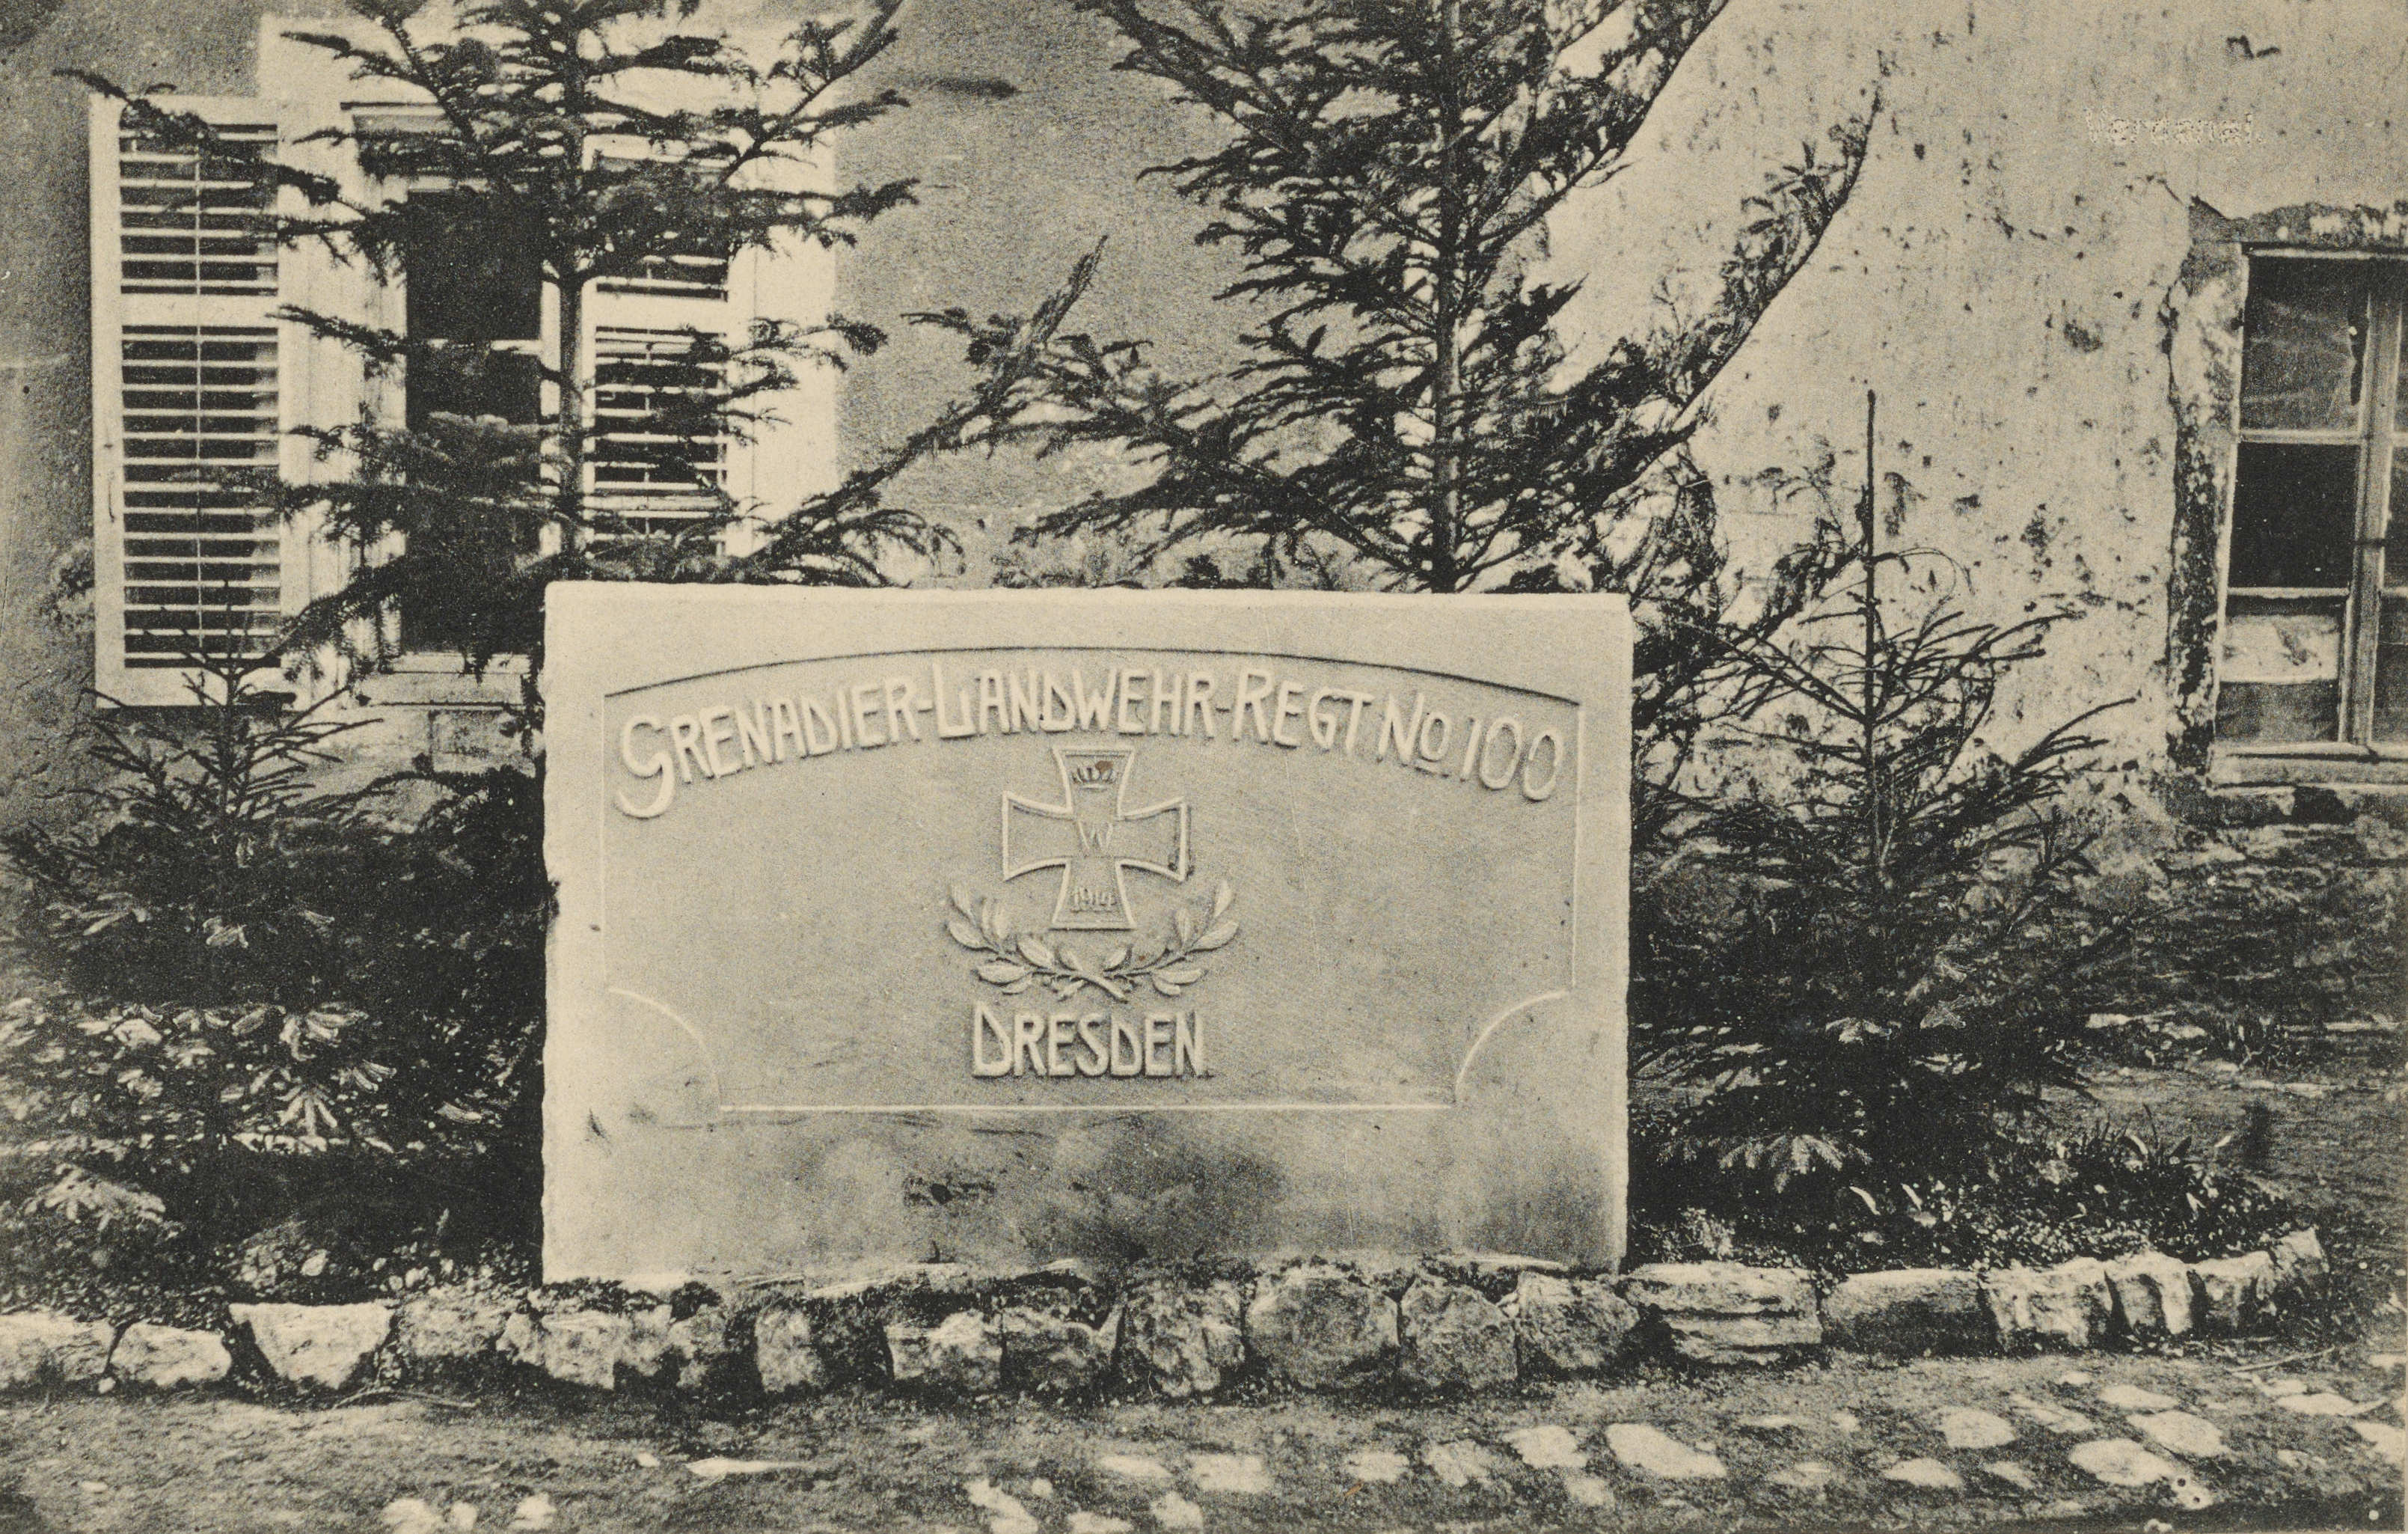 GRENADIER-LANDWEHR-REGT No. 100
W
1914
DRESDEN